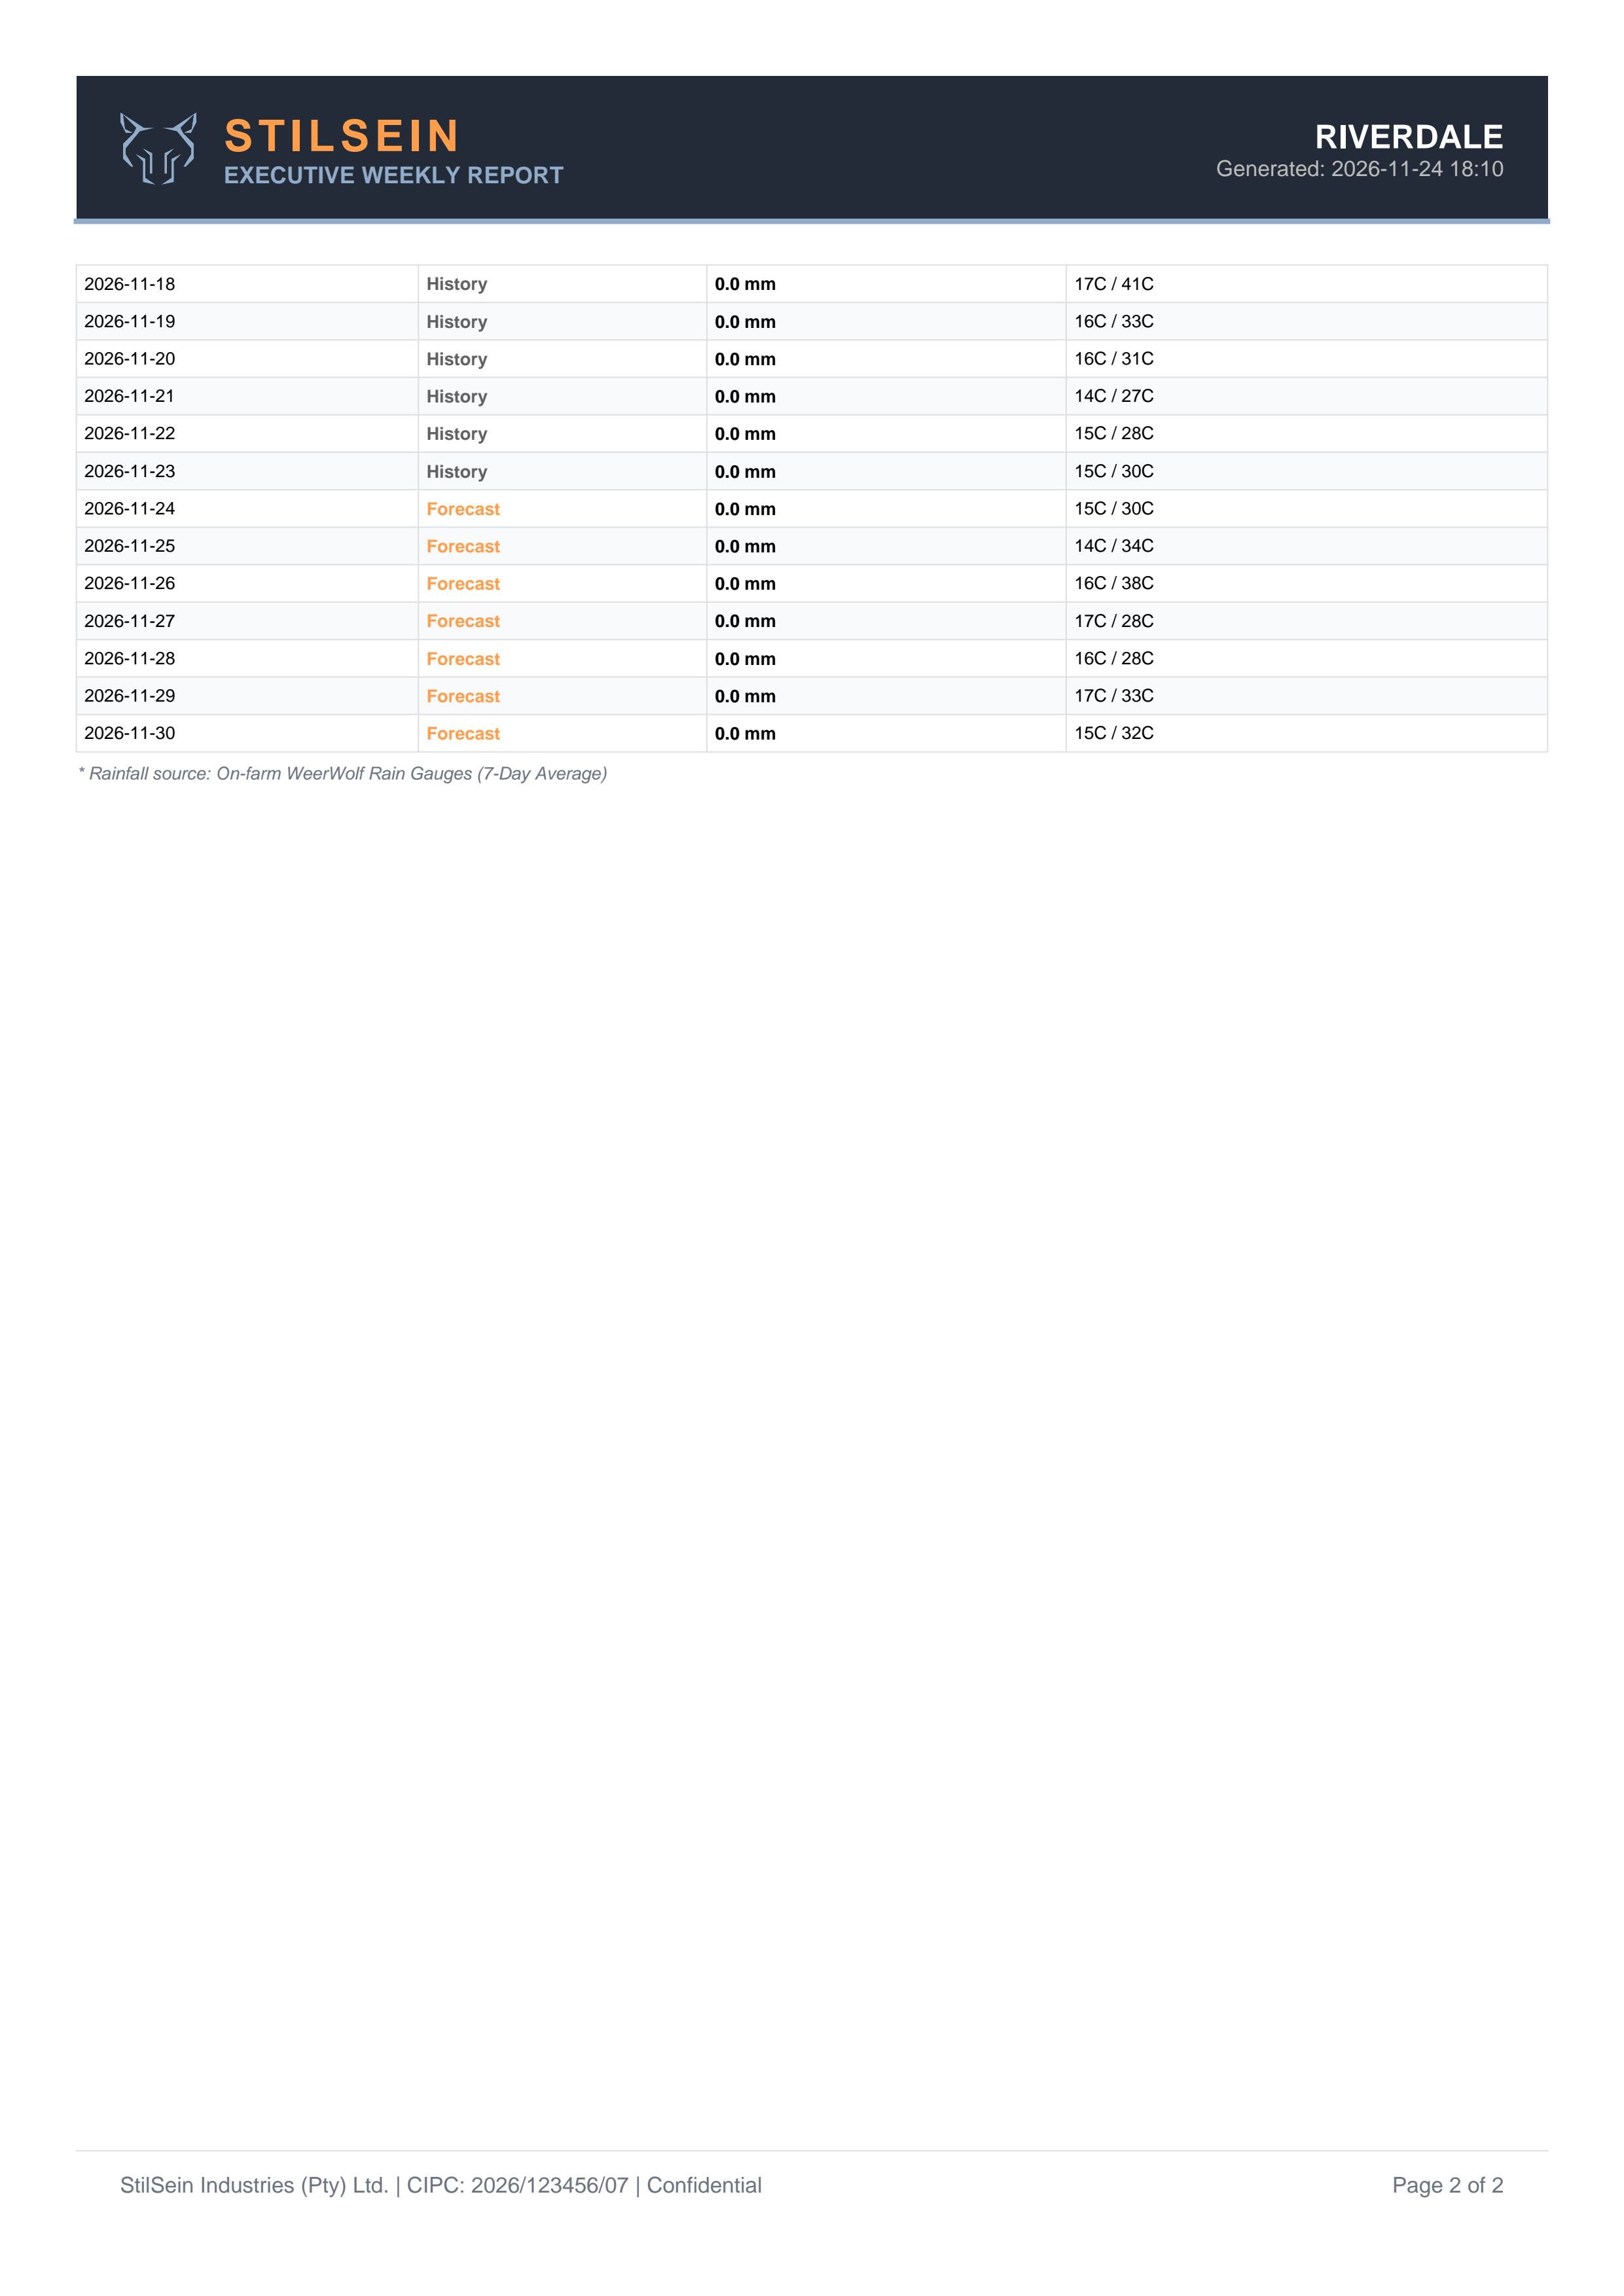 STILSEIN
EXECUTIVE WEEKLY REPORT
RIVERDALE
Generated: 2026-11-24 18:10
2026-11-18 History 0.0 mm 17C / 41C
2026-11-19 History 0.0 mm 16C / 33C
2026-11-20 History 0.0 mm 16C / 31C
2026-11-21 History 0.0 mm 14C / 27C
2026-11-22 History 0.0 mm 15C / 28C
2026-11-23 History 0.0 mm 15C / 30C
2026-11-24 Forecast 0.0 mm 15C / 30C
2026-11-25 Forecast 0.0 mm 14C / 34C
2026-11-26 Forecast 0.0 mm 16C / 38C
2026-11-27 Forecast 0.0 mm 17C / 28C
2026-11-28 Forecast 0.0 mm 16C / 28C
2026-11-29 Forecast 0.0 mm 17C / 33C
2026-11-30 Forecast 0.0 mm 15C / 32C
* Rainfall source: On-farm WeerWolf Rain Gauges (7-Day Average)
StilSein Industries (Pty) Ltd. | CIPC: 2026/123456/07 | Confidential
Page 2 of 2